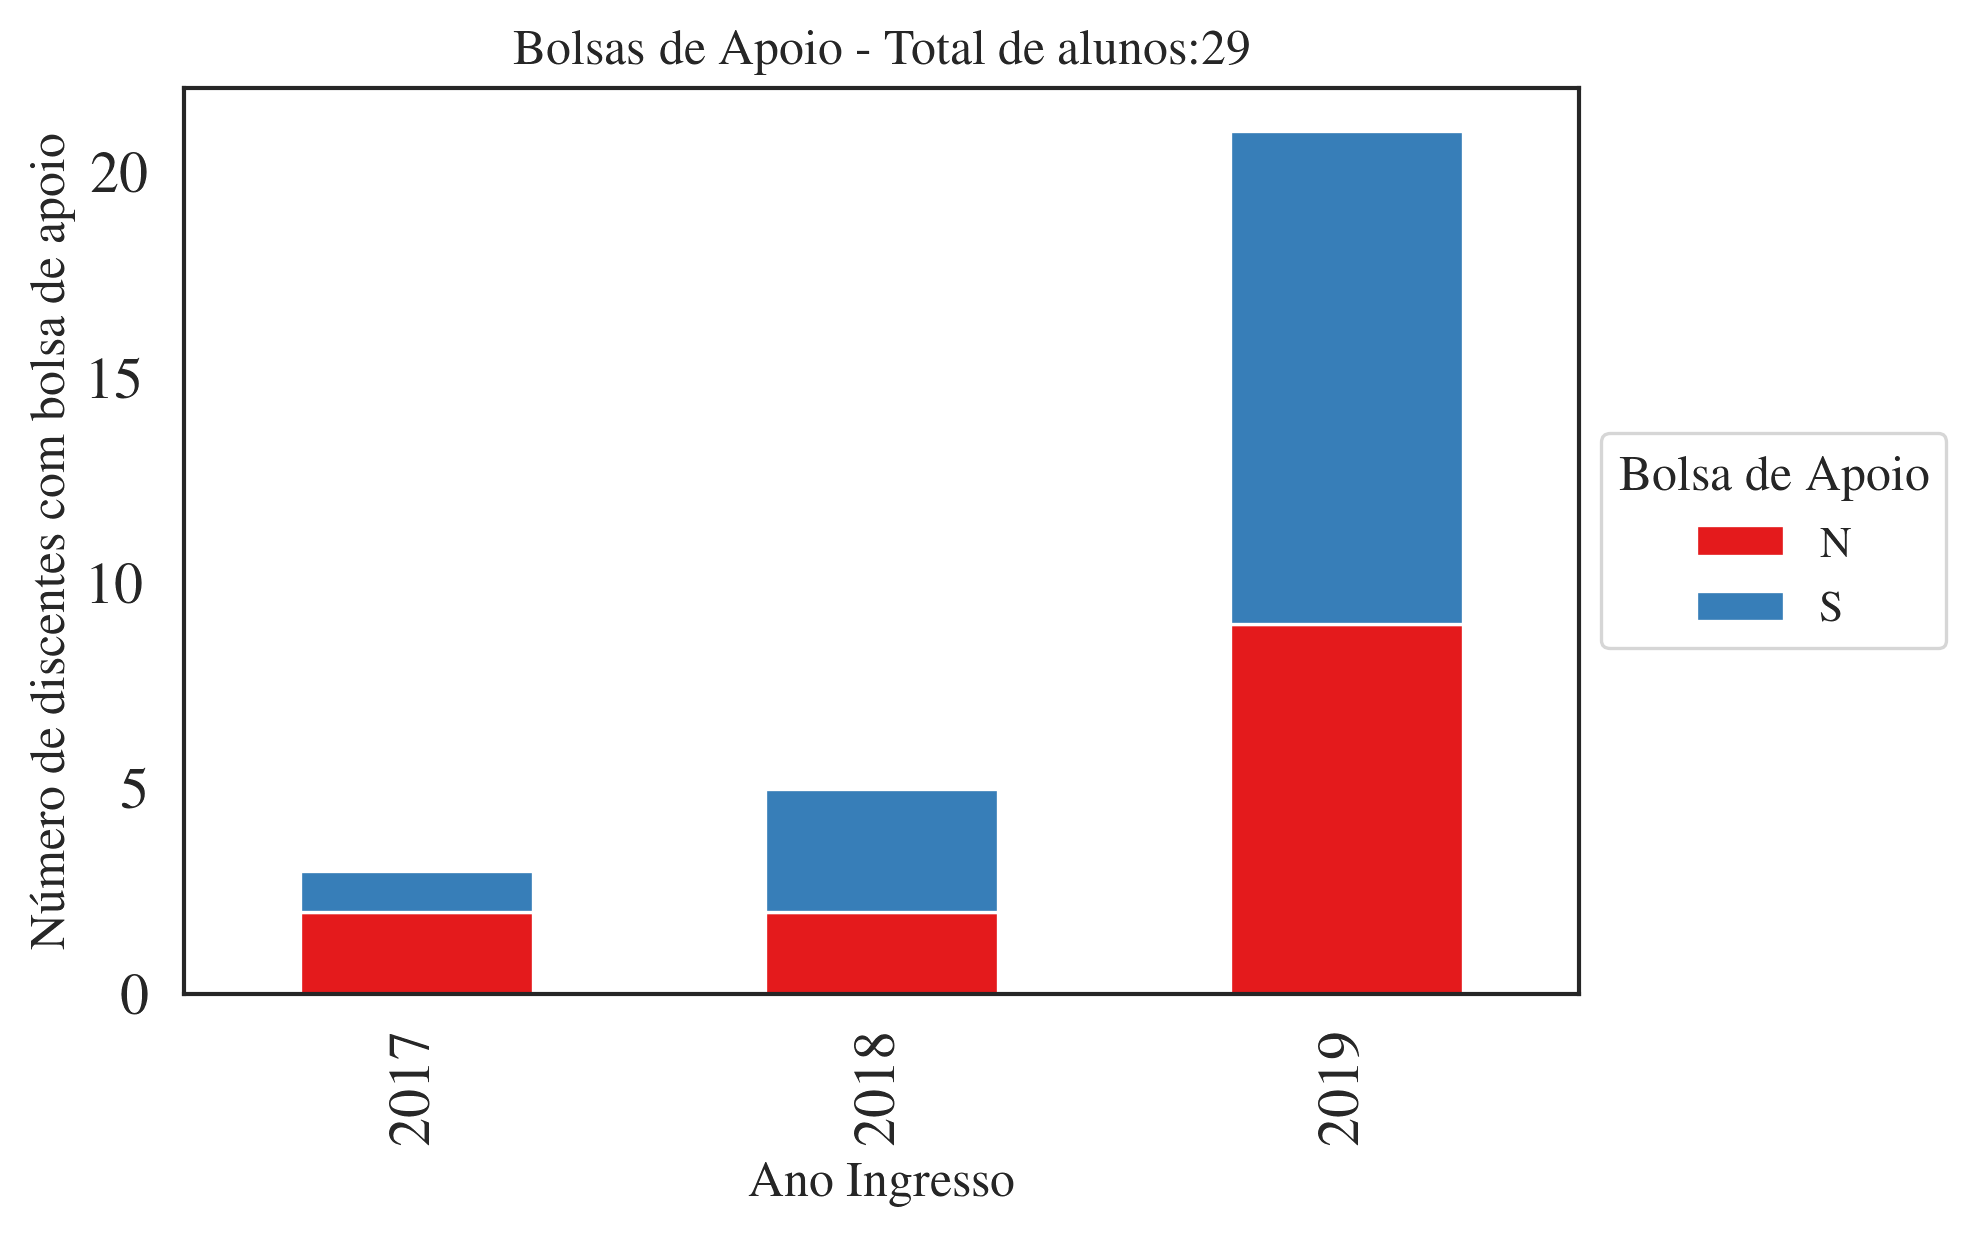 Bolsas de Apoio - Total de alunos:29
Número de discentes com bolsa de apoio
20
15
10
5
0
2017
2018
2019
Ano Ingresso
Bolsa de Apoio
N
S